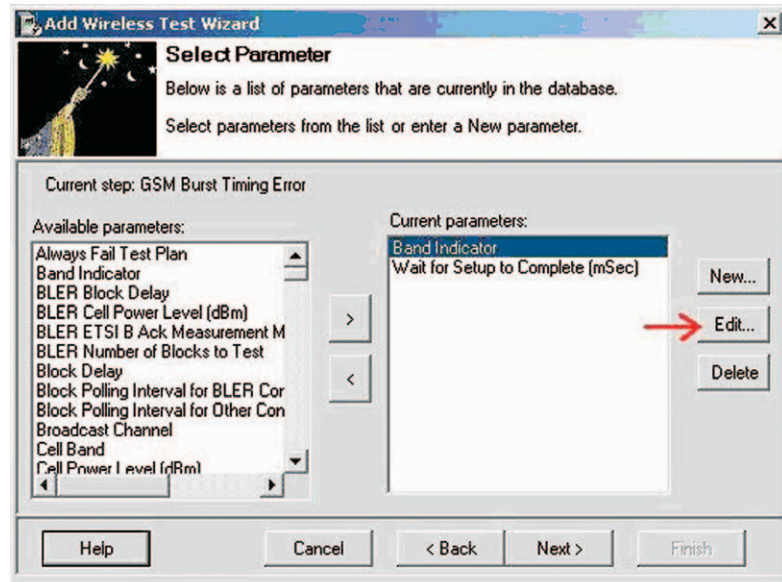 Add Wireless Test Wizard
Select Parameter
Below is a list of parameters that are currently in the database.
Select parameters from the list or enter a New parameter.
Current step: GSM Burst Timing Error
Available parameters:
Always Fail Test Plan
Band Indicator
BLER Block Delay
BLER Cell Power Level (dBm)
BLER ETSI B Ack Measurement M
BLER Number of Blocks to Test
Block Delay
Block Polling Interval for BLER Cor
Block Polling Interval for Other Con
Broadcast Channel
Cell Band
Cell Power Level (dBm)
>
<
Current parameters:
Band Indicator
Wait for Setup to Complete (mSec)
New...
Edit...
Delete
Help
Cancel
< Back
Next >
Finish